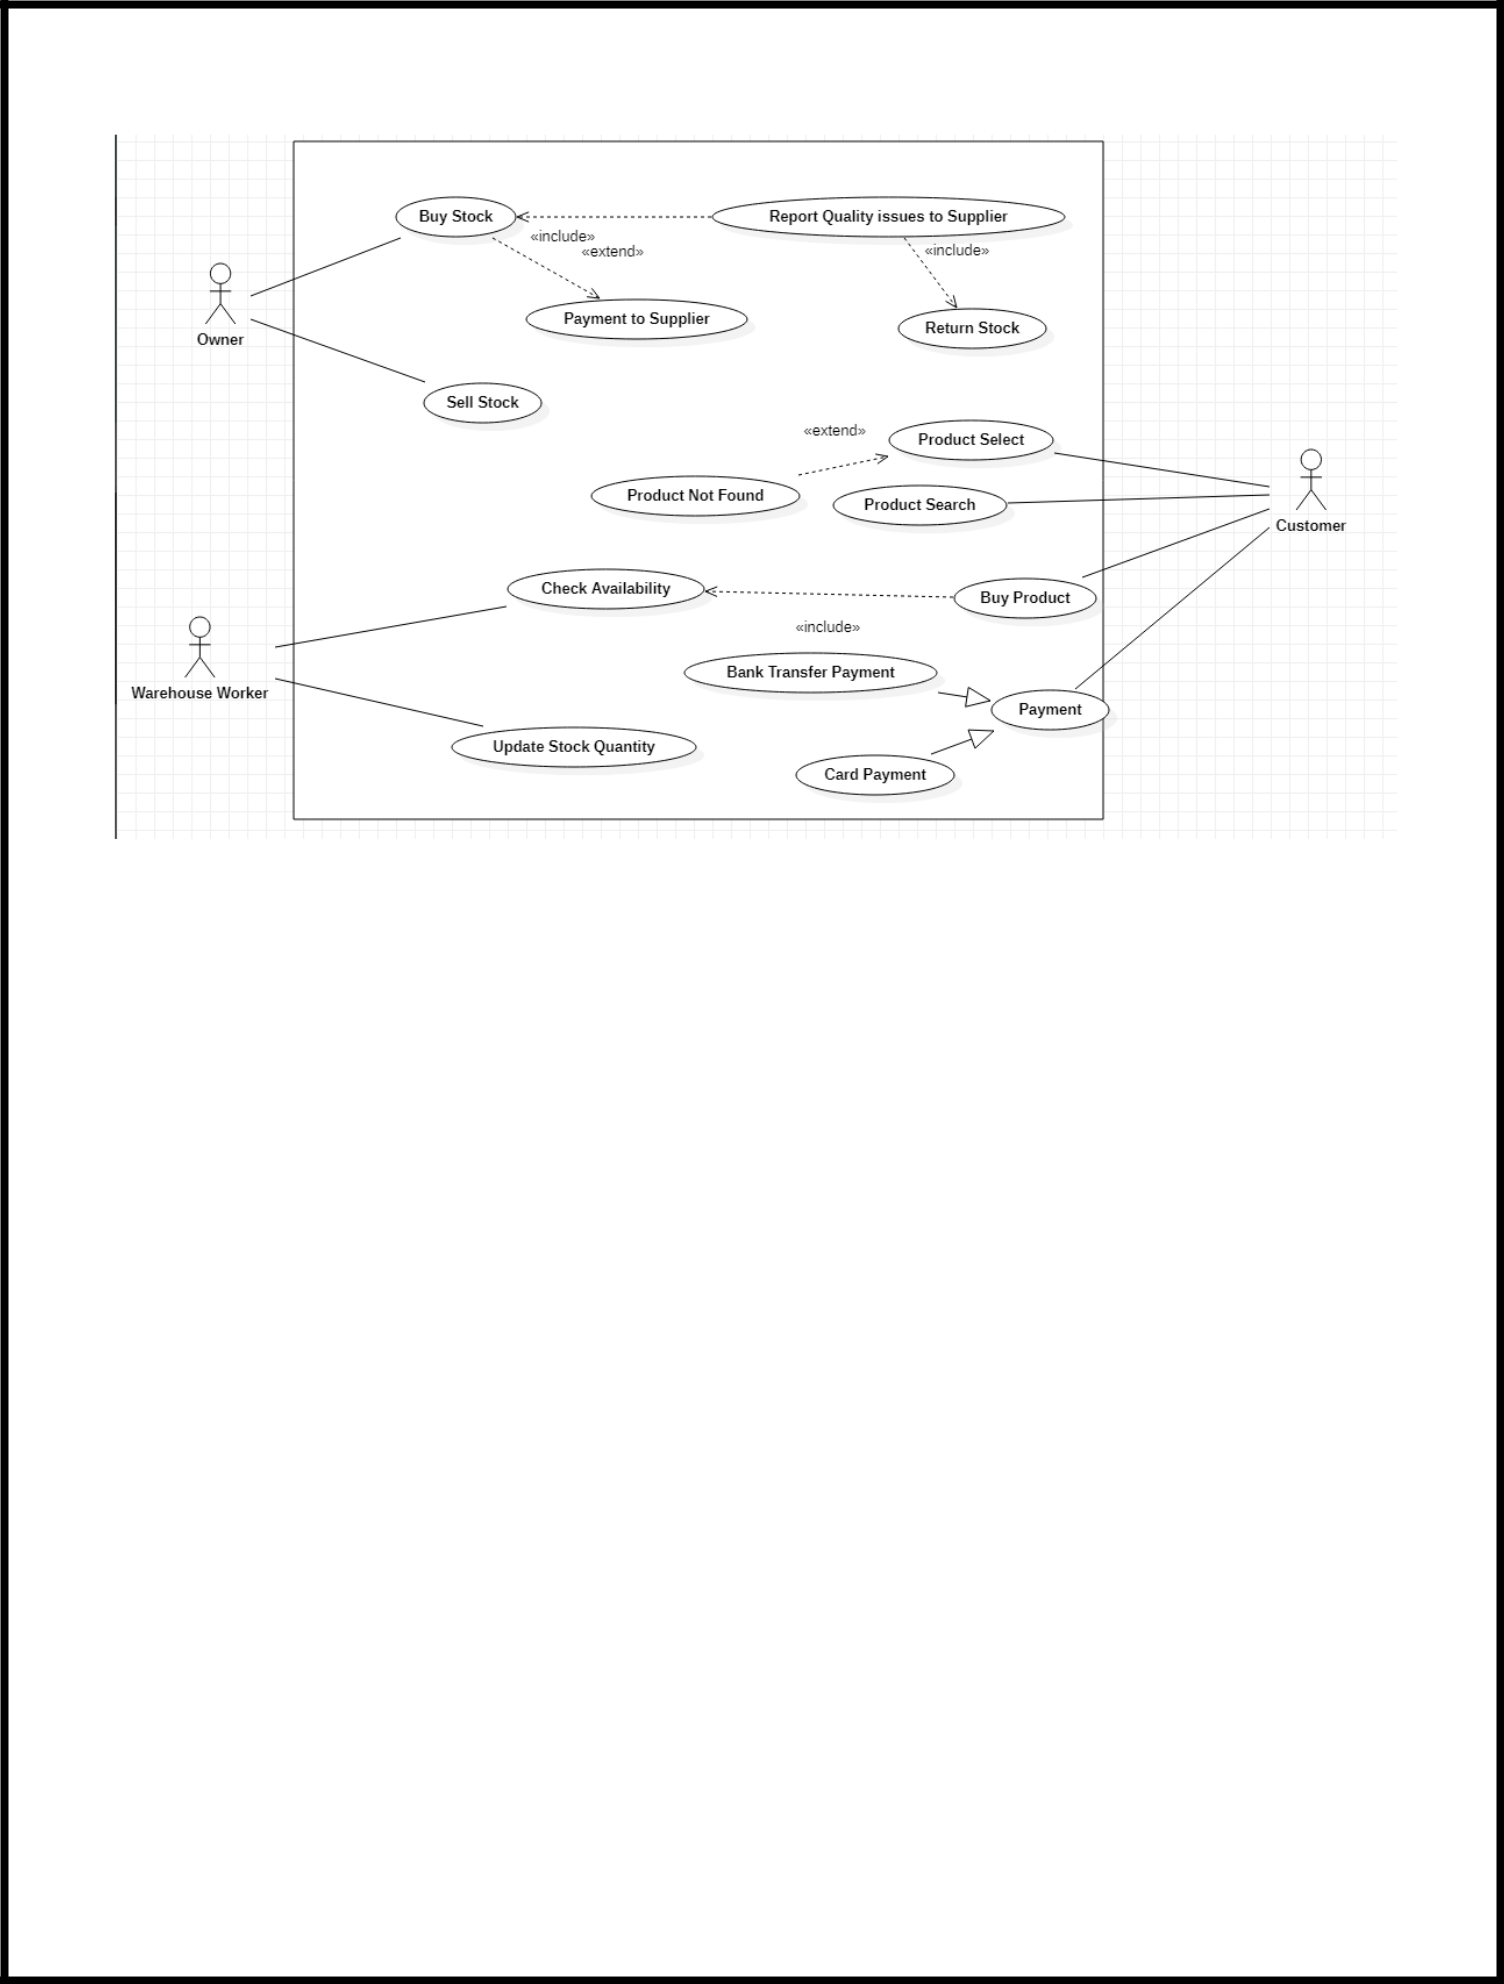 Buy Stock
Report Quality issues to Supplier
«include»
«extend»
«include»
Payment to Supplier
Return Stock
Owner
Sell Stock
«extend»
Product Select
Product Not Found
Product Search
Customer
Check Availability
Buy Product
«include»
Bank Transfer Payment
Warehouse Worker
Payment
Update Stock Quantity
Card Payment